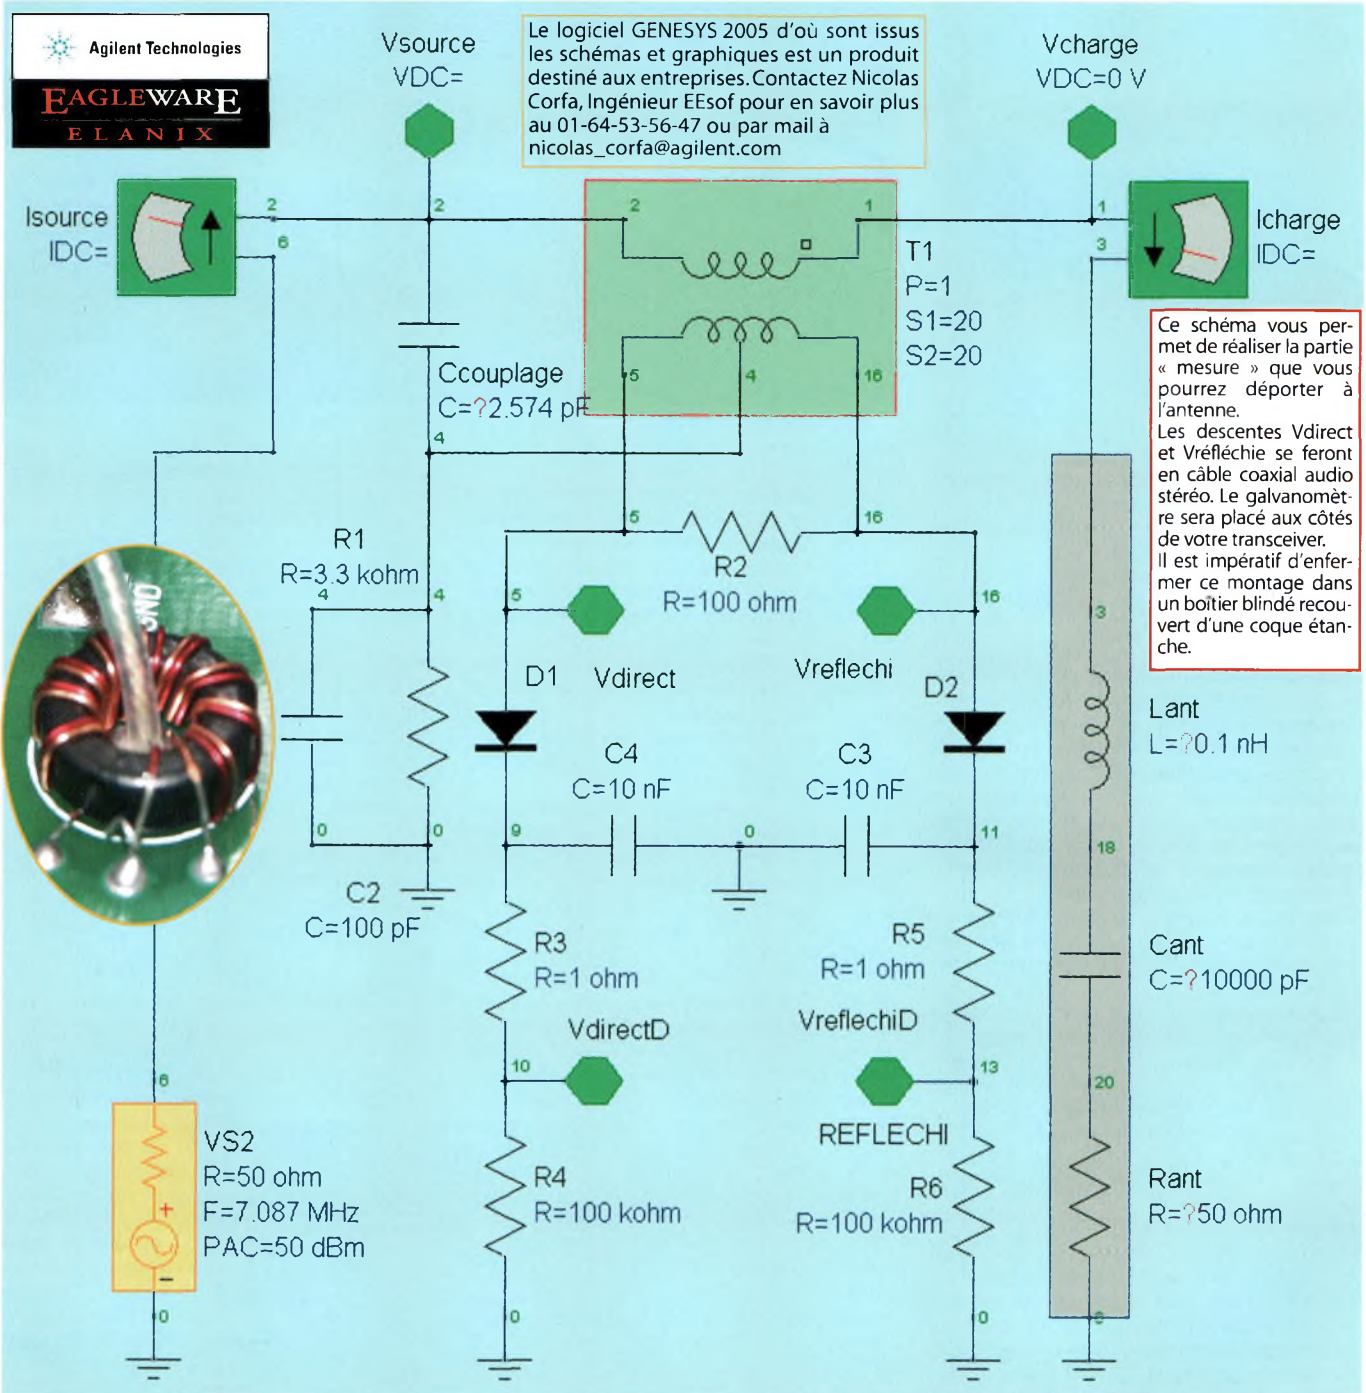 Agilent Technologies
EAGLEWARE
ELANIX
Vsource
VDC=
Le logiciel GENESYS 2005 d'où sont issus
les schémas et graphiques est un produit
destiné aux entreprises. Contactez Nicolas
Corfa, Ingénieur EEsof pour en savoir plus
au 01-64-53-56-47 ou par mail à
nicolas_corfa@agilent.com
Vcharge
VDC=0 V
Isource
IDC=
2
6
2
2
1
1
3
Icharge
IDC=
T1
P=1
S1=20
S2=20
5
4
16
Ccouplage
C=?2.574 pF
4
Ce schéma vous per-
met de réaliser la partie
« mesure » que vous
pourrez déporter à
l'antenne.
Les descentes Vdirect
et Vréfléchie se feront
en câble coaxial audio
stéréo. Le galvanomèt-
re sera placé aux côtés
de votre transceiver.
Il est impératif d'enfer-
mer ce montage dans
un boîtier blindé recou-
vert d'une coque étan-
che.
GND
R1
R=3.3 kohm
4
4
5
16
R2
R=100 ohm
5
16
3
Vdirect
Vreflechi
D1
D2
Lant
L=?0.1 nH
C4
C=10 nF
C3
C=10 nF
0
0
9
0
11
18
C2
C=100 pF
R3
R=1 ohm
R5
R=1 ohm
Cant
C=?10000 pF
VdirectD
VreflechiD
10
13
20
6
REFLECHI
VS2
R=50 ohm
F=7.087 MHz
PAC=50 dBm
+
−
R4
R=100 kohm
R6
R=100 kohm
Rant
R=?50 ohm
0
0
0